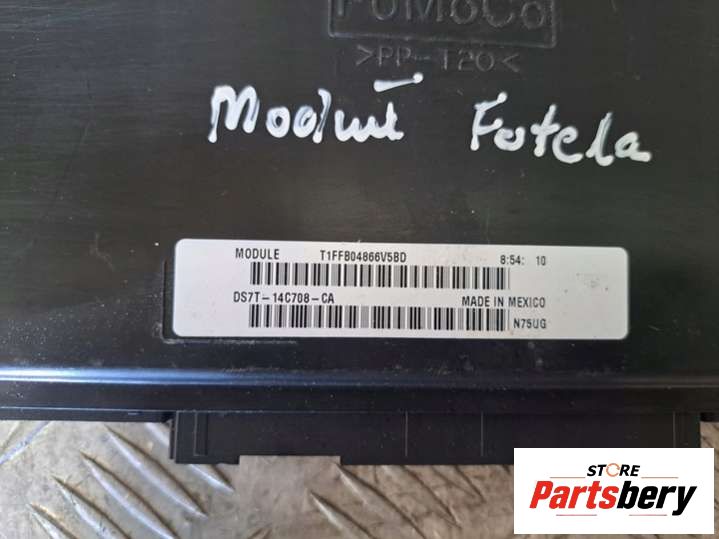 FoMoCo
>PP-T20<
Moduł Fotela
MODULE T1FFB04866V5BD 8:54: 10
DS7T-14C708-CA MADE IN MEXICO
N75UG
STORE
Partsbery